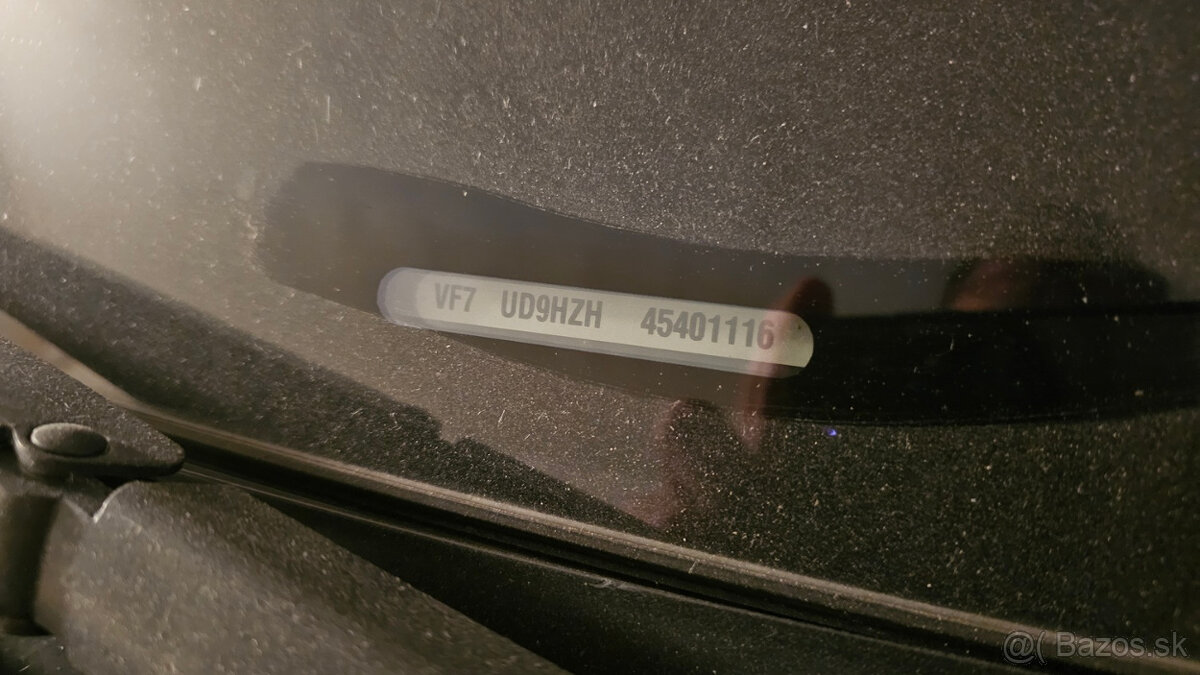 VF7 UD9HZH 45401116
@( Bazos.sk